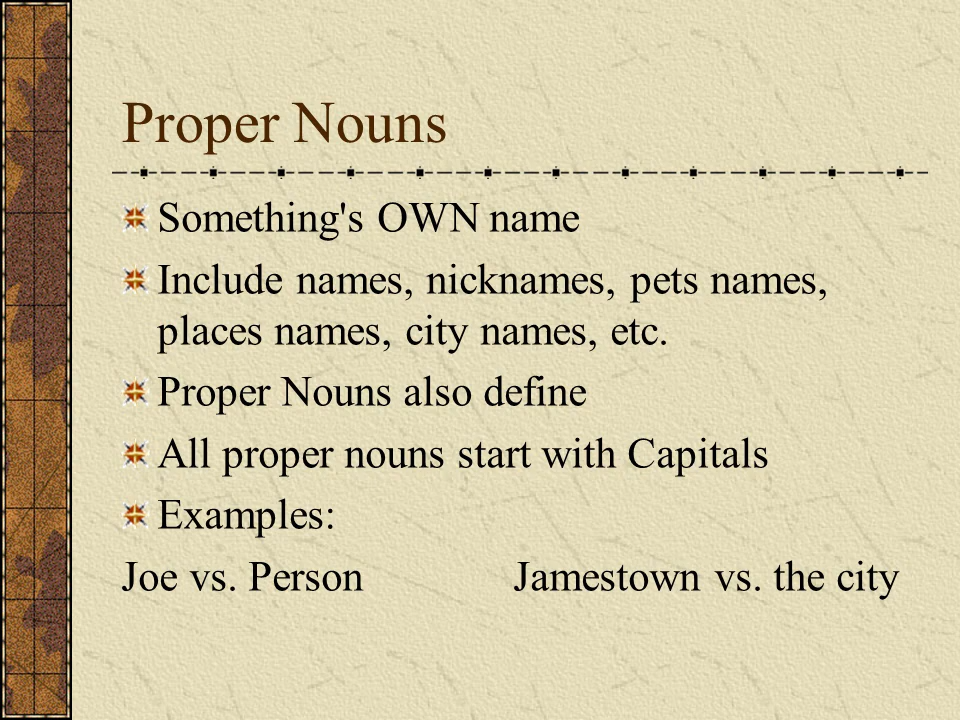 Proper Nouns
Something's OWN name
Include names, nicknames, pets names,
places names, city names, etc.
Proper Nouns also define
All proper nouns start with Capitals
Examples:
Joe vs. Person Jamestown vs. the city